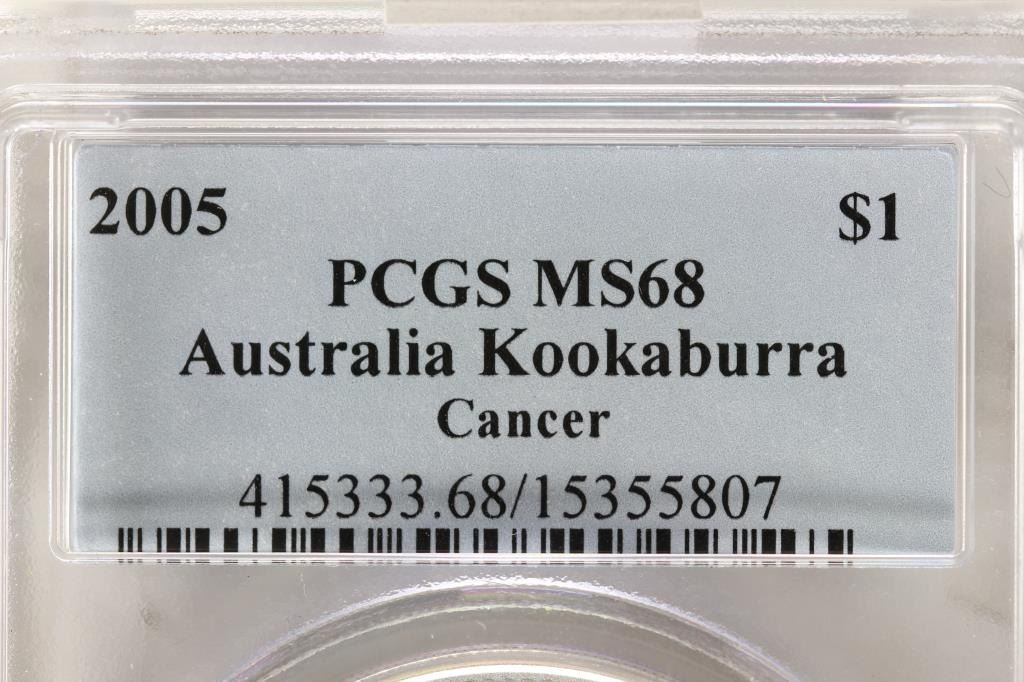 2005 $1
PCGS MS68
Australia Kookaburra
Cancer
415333.68/15355807